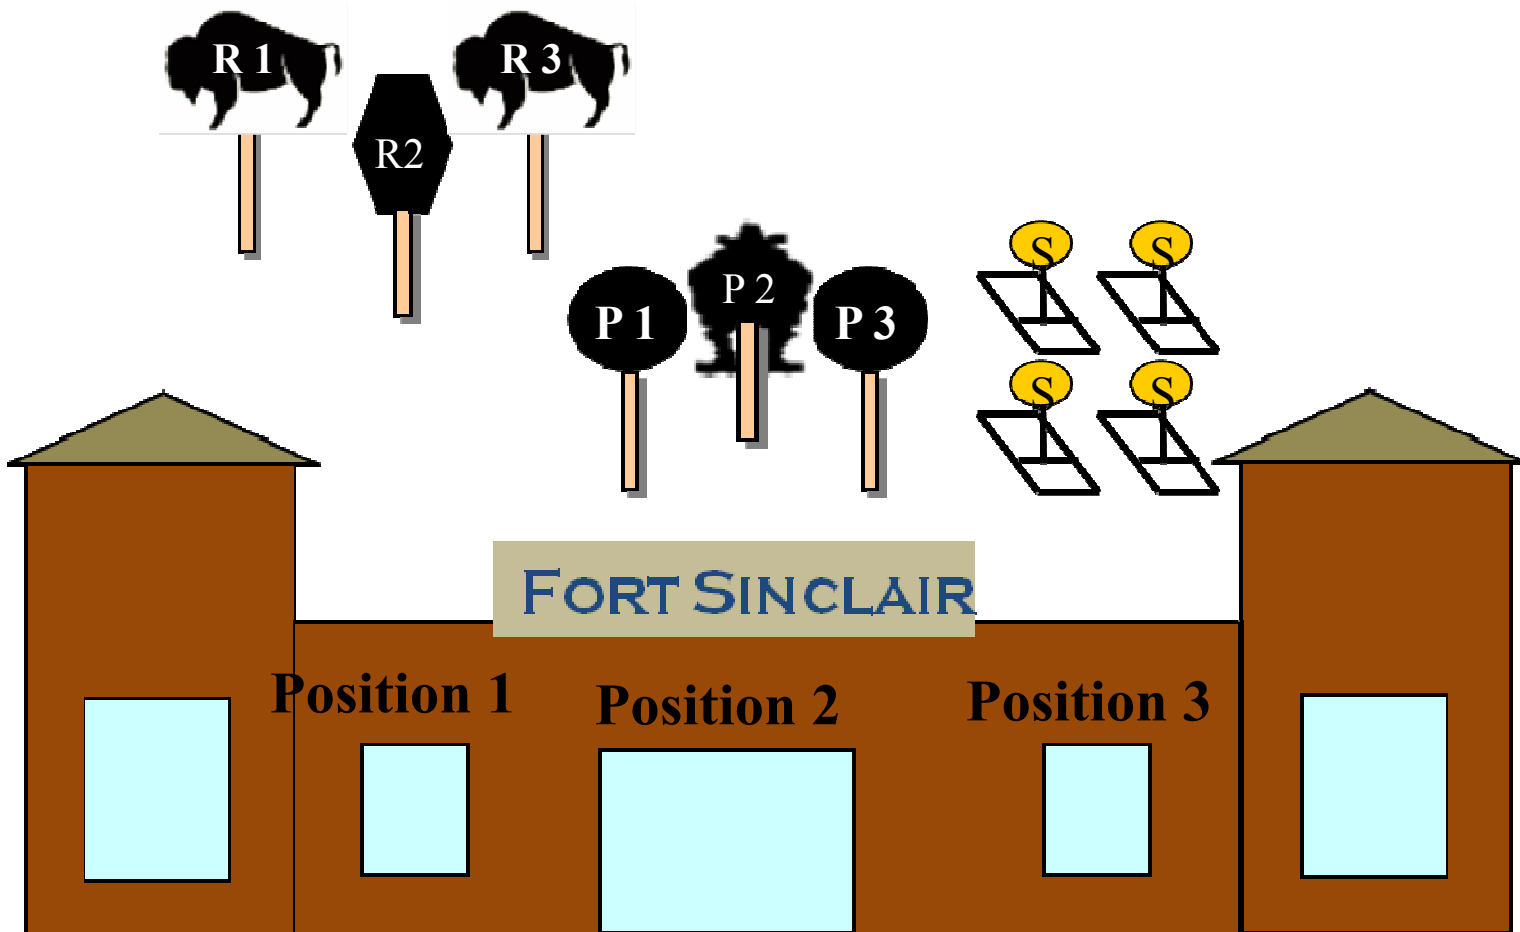 R 1
R 3
R2
P 1
P 2
P 3
S
S
S
S
FORT SINCLAIR
Position 1
Position 2
Position 3